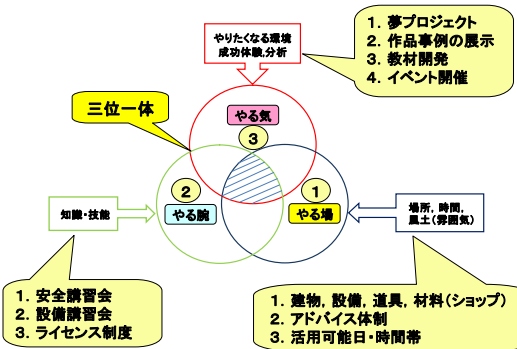 やりたくなる環境
成功体験,分析
1. 夢プロジェクト
2. 作品事例の展示
3. 教材開発
4. イベント開催
三位一体
やる気
3
2
やる腕
1
やる場
知識・技能
場所, 時間,
風土(雰囲気)
1. 安全講習会
2. 設備講習会
3. ライセンス制度
1. 建物, 設備, 道具, 材料(ショップ)
2. アドバイス体制
3. 活用可能日・時間帯